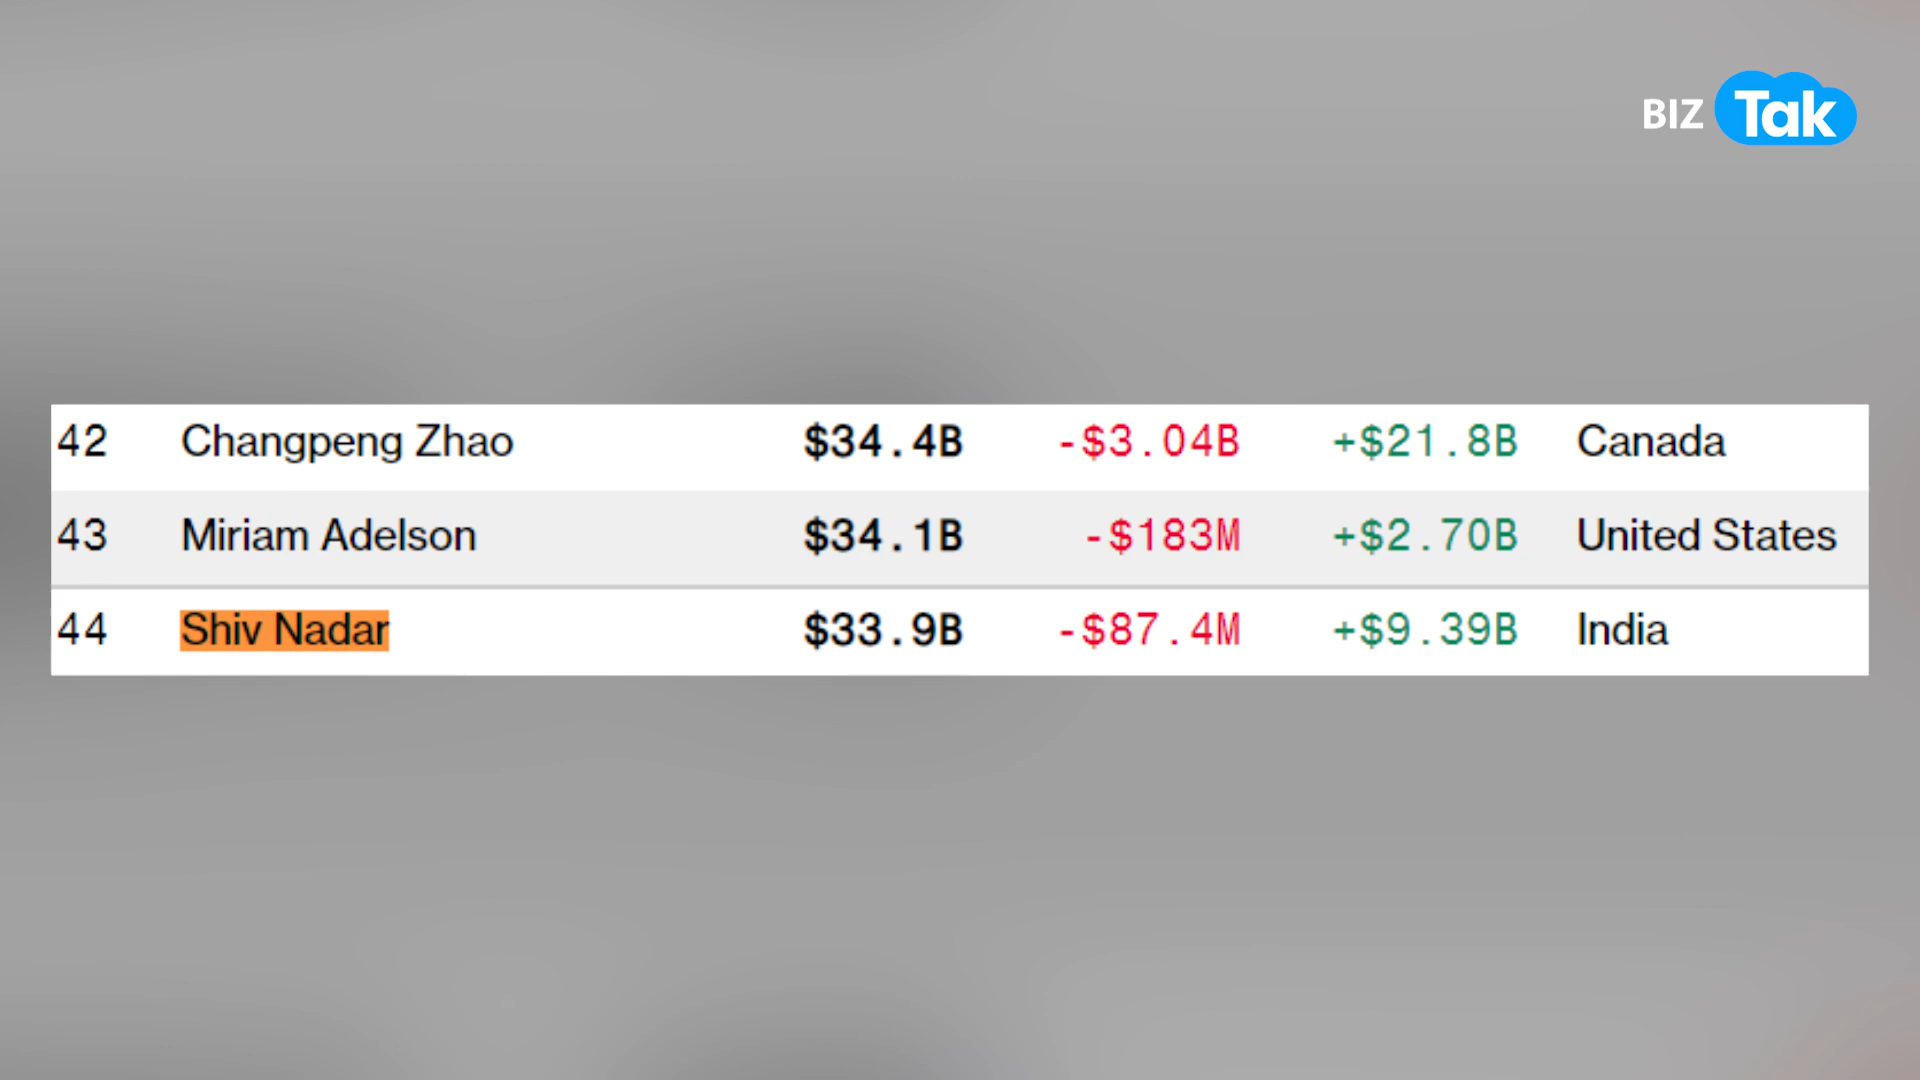 BIZ Tak
42 Changpeng Zhao $34.4B -$3.04B +$21.8B Canada
43 Miriam Adelson $34.1B -$183M +$2.70B United States
44 Shiv Nadar $33.9B -$87.4M +$9.39B India